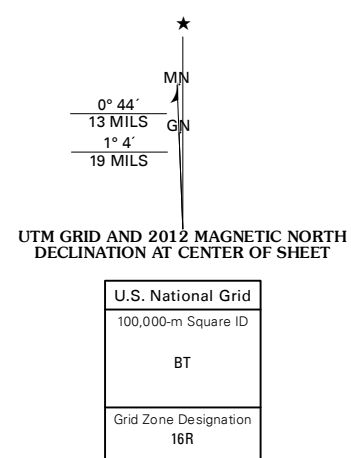 ★
MN
0° 44´
13 MILS
GN
1° 4´
19 MILS
UTM GRID AND 2012 MAGNETIC NORTH
DECLINATION AT CENTER OF SHEET
U.S. National Grid
100,000-m Square ID
BT
Grid Zone Designation
16R